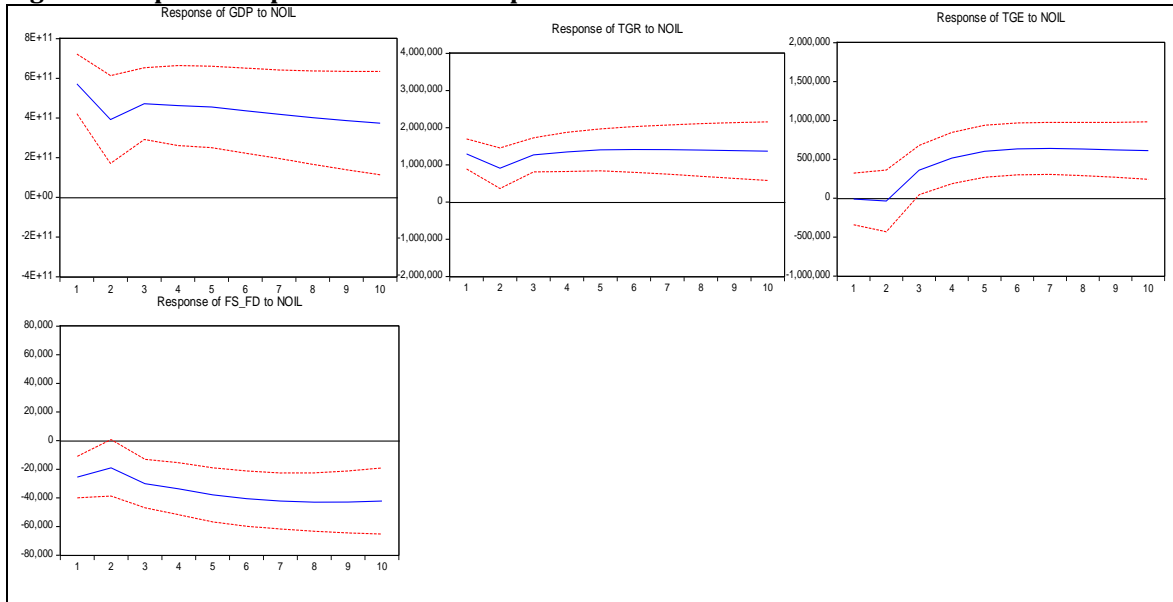 Response of GDP to NOIL
8E+11
6E+11
4E+11
2E+11
0E+00
-2E+11
-4E+11
1 2 3 4 5 6 7 8 9 10
Response of TGR to NOIL
4,000,000
3,000,000
2,000,000
1,000,000
0
-1,000,000
-2,000,000
1 2 3 4 5 6 7 8 9 10
Response of TGE to NOIL
2,000,000
1,500,000
1,000,000
500,000
0
-500,000
-1,000,000
1 2 3 4 5 6 7 8 9 10
Response of FS_FD to NOIL
80,000
60,000
40,000
20,000
0
-20,000
-40,000
-60,000
-80,000
1 2 3 4 5 6 7 8 9 10